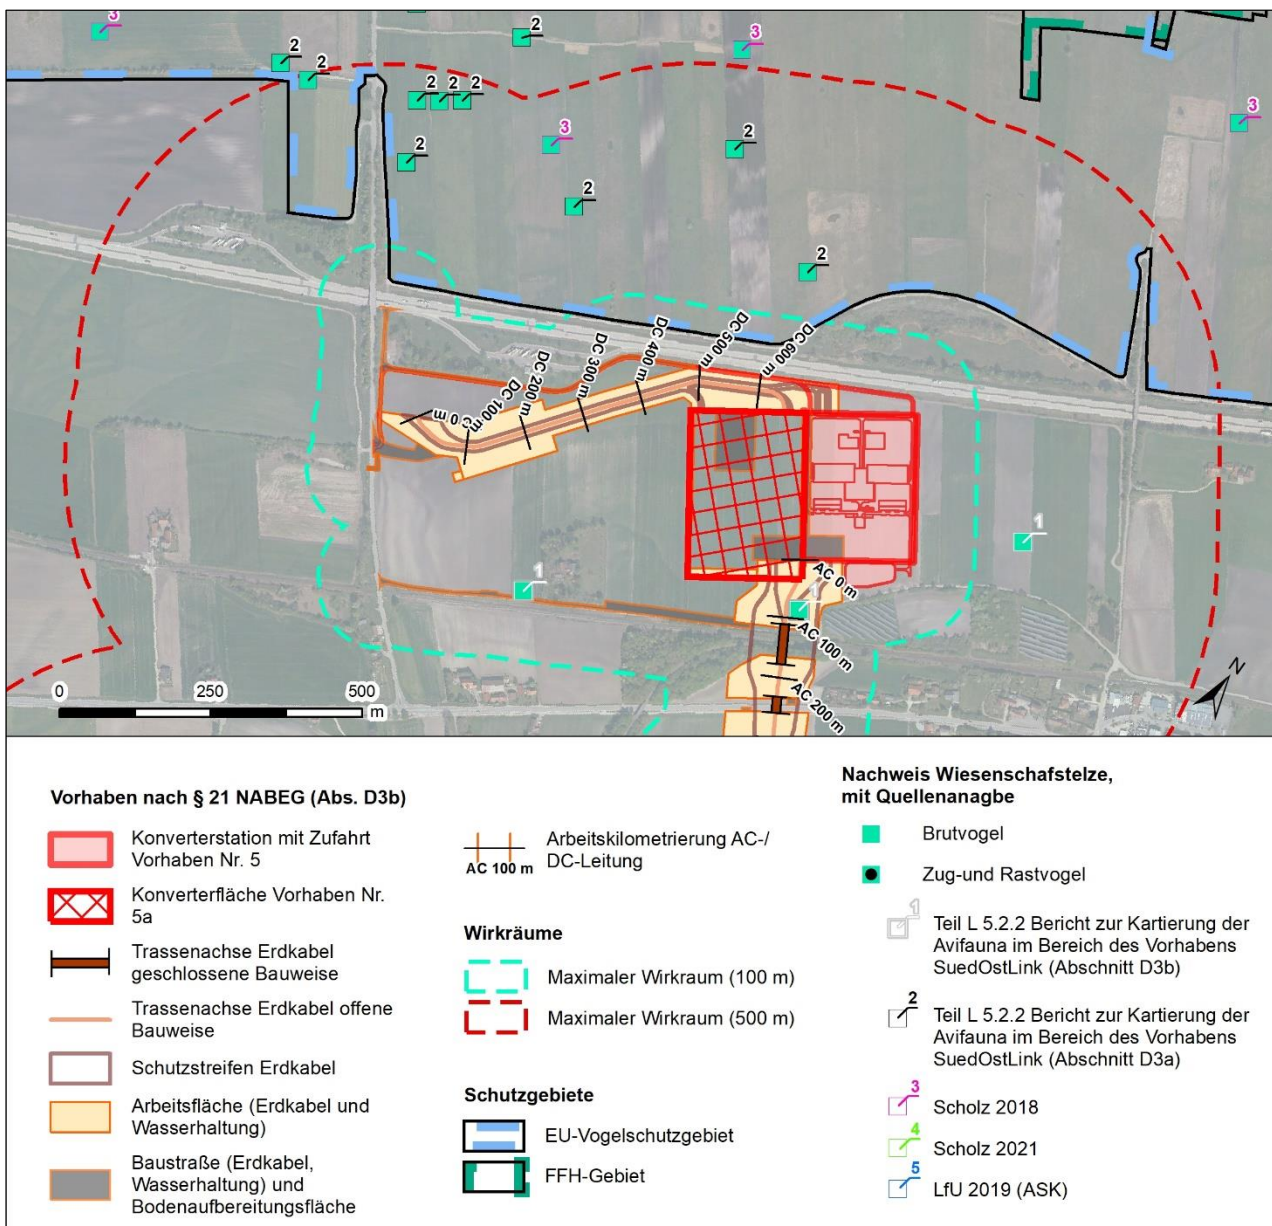 3
2
3
2
2
2
2
2
3
3
2
2
2
2
DC 0 m
DC 100 m
DC 200 m
DC 300 m
DC 400 m
DC 500 m
DC 600 m
1
1
1
AC 0 m
AC 100 m
AC 200 m
N
0 250 500
m
Vorhaben nach § 21 NABEG (Abs. D3b)
Konverterstation mit Zufahrt
Vorhaben Nr. 5
Konverterfläche Vorhaben Nr.
5a
Trassenachse Erdkabel
geschlossene Bauweise
Trassenachse Erdkabel offene
Bauweise
Schutzstreifen Erdkabel
Arbeitsfläche (Erdkabel und
Wasserhaltung)
Baustraße (Erdkabel,
Wasserhaltung) und
Bodenaufbereitungsfläche
AC 100 m
Arbeitskilometrierung AC-/
DC-Leitung
Wirkräume
Maximaler Wirkraum (100 m)
Maximaler Wirkraum (500 m)
Schutzgebiete
EU-Vogelschutzgebiet
FFH-Gebiet
Nachweis Wiesenschafstelze,
mit Quellenanagbe
Brutvogel
Zug-und Rastvogel
1
Teil L 5.2.2 Bericht zur Kartierung der
Avifauna im Bereich des Vorhabens
SuedOstLink (Abschnitt D3b)
2
Teil L 5.2.2 Bericht zur Kartierung der
Avifauna im Bereich des Vorhabens
SuedOstLink (Abschnitt D3a)
3
Scholz 2018
4
Scholz 2021
5
LfU 2019 (ASK)